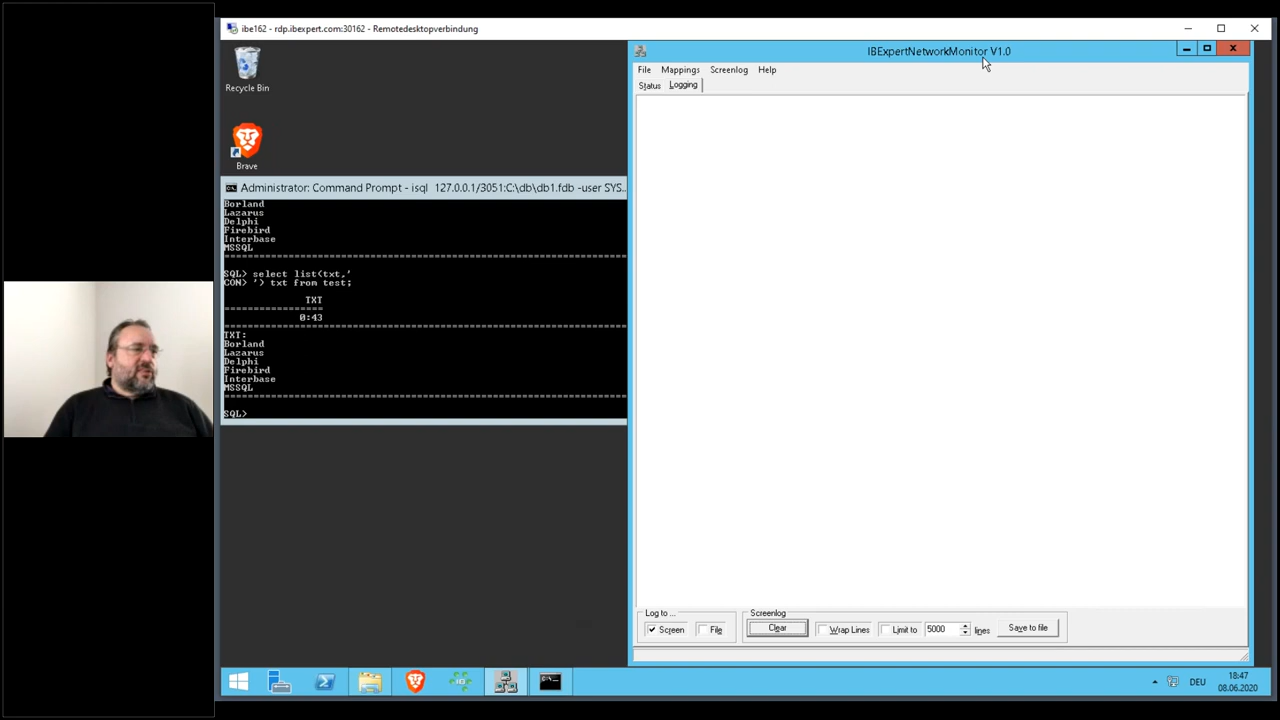 ibe162 - rdp.ibexpert.com:30162 - Remotedesktopverbindung
Recycle Bin
Brave
Administrator: Command Prompt - isql 127.0.0.1/3051:C:\db\db1.fdb -user SYS...
Borland
Lazarus
Delphi
Firebird
Interbase
MSSQL
===============================================================================
SQL> select list(txt,'
CON> ') txt from test;
TXT
=================
0:43
===============================================================================
TXT:
Borland
Lazarus
Delphi
Firebird
Interbase
MSSQL
===============================================================================
SQL>
IBExpertNetworkMonitor V1.0
File Mappings Screenlog Help
Status Logging
Log to ...
Screen File
Screenlog
Clear Wrap Lines Limit to 5000 lines Save to file
DEU
18:47
08.06.2020